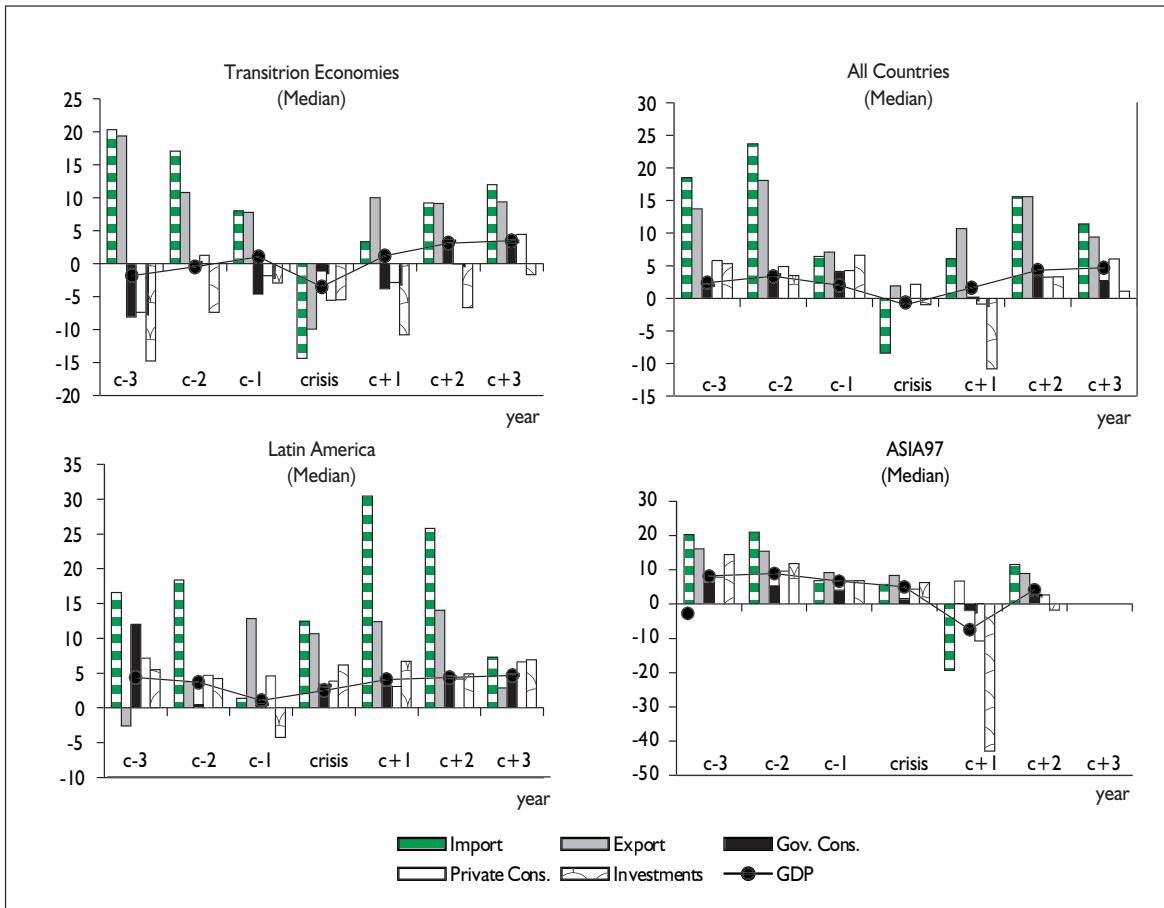 Transitrion Economies
(Median)
25
20
15
10
5
0
-5
-10
-15
-20
c-3 c-2 c-1 crisis c+1 c+2 c+3
year
All Countries
(Median)
30
25
20
15
10
5
0
-5
-10
-15
c-3 c-2 c-1 crisis c+1 c+2 c+3
year
Latin America
(Median)
35
30
25
20
15
10
5
0
-5
-10
c-3 c-2 c-1 crisis c+1 c+2 c+3
year
ASIA97
(Median)
30
20
10
0
-10
-20
-30
-40
-50
c-3 c-2 c-1 crisis c+1 c+2 c+3
year
Import Export Gov. Cons.
Private Cons. Investments GDP